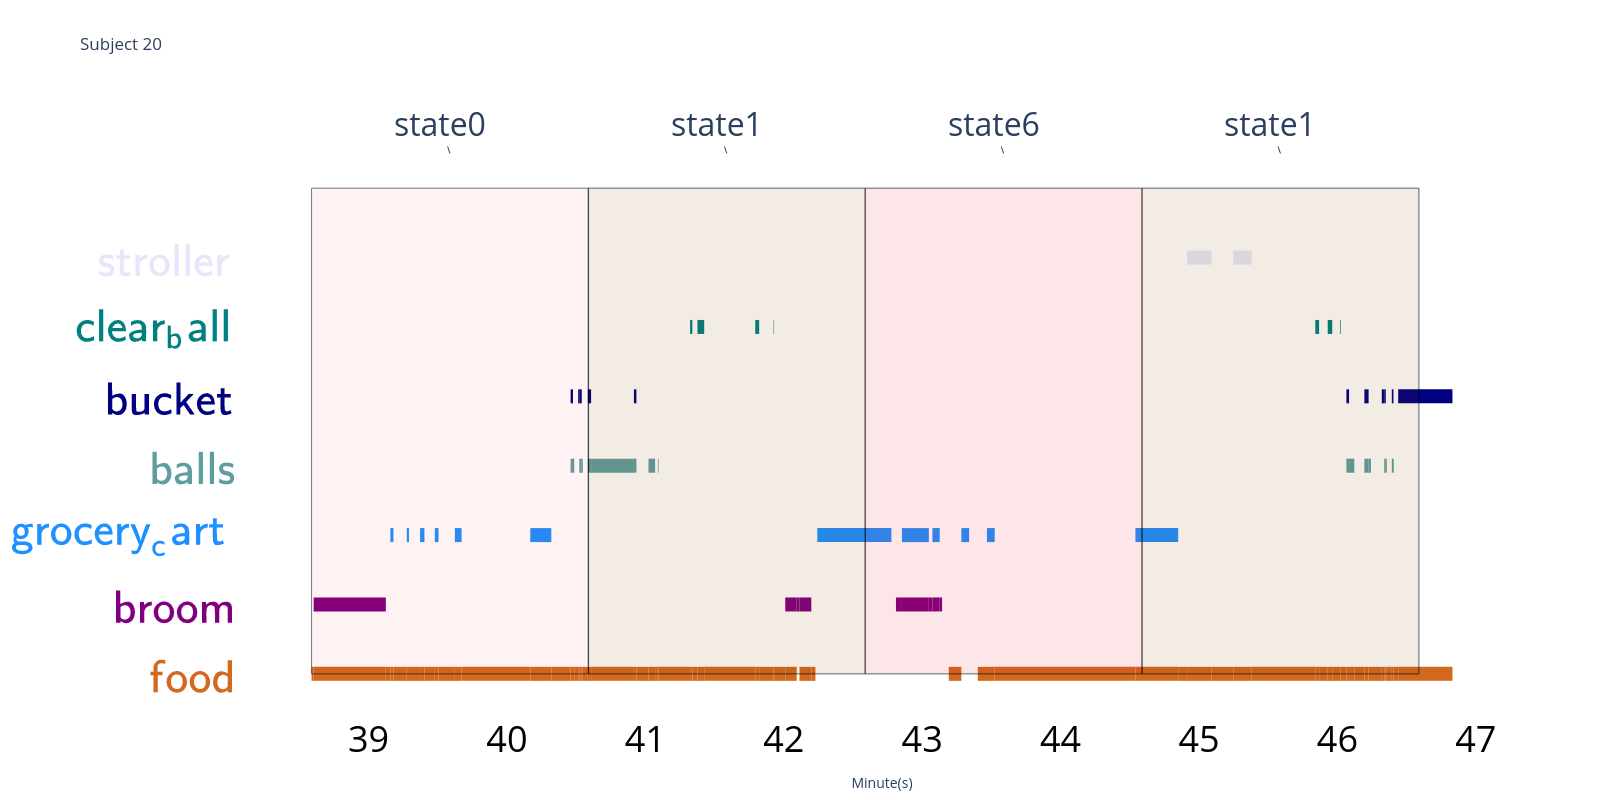 Subject 20
state0 state1 state6 state1
stroller
clear_ball
bucket
balls
grocery_cart
broom
food
39 40 41 42 43 44 45 46 47
Minute(s)